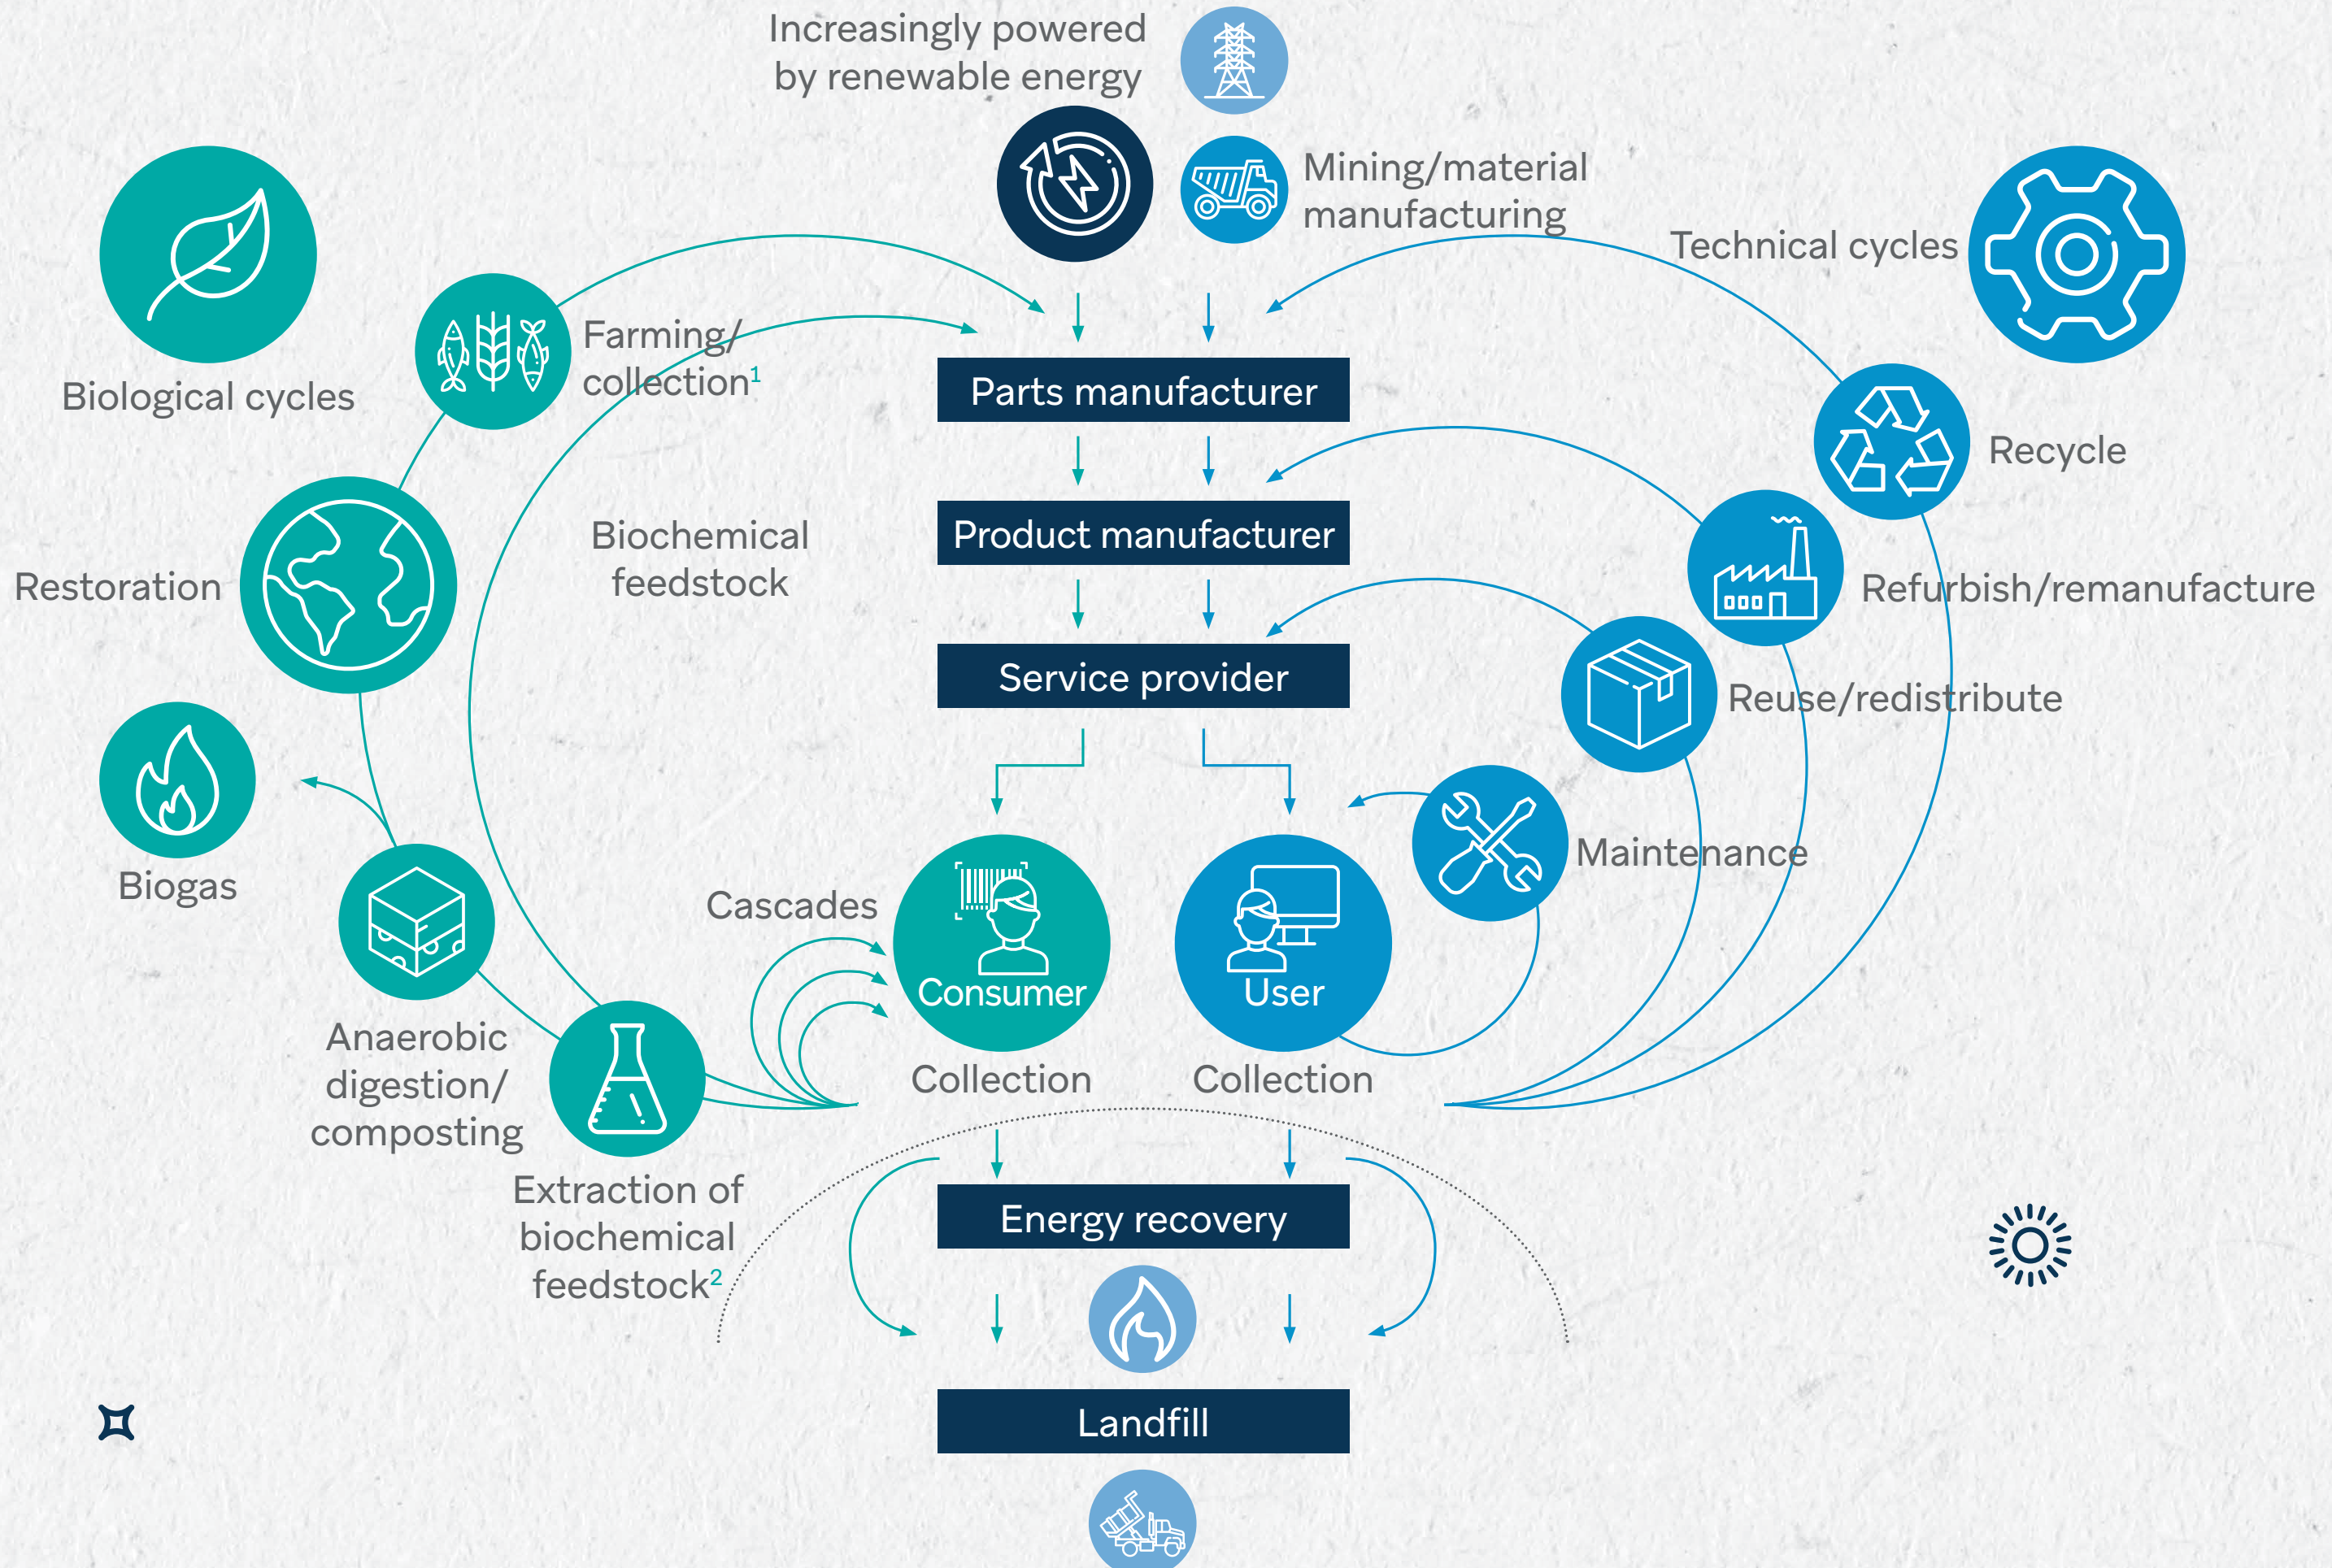 Increasingly powered
by renewable energy
Mining/material
manufacturing
Technical cycles
Biological cycles
Farming/
collection1
Parts manufacturer
Recycle
Biochemical
feedstock
Product manufacturer
Restoration
Refurbish/remanufacture
Service provider
Reuse/redistribute
Biogas
Cascades
Maintenance
Consumer
User
Collection
Collection
Anaerobic
digestion/
composting
Extraction of
biochemical
feedstock2
Energy recovery
Landfill